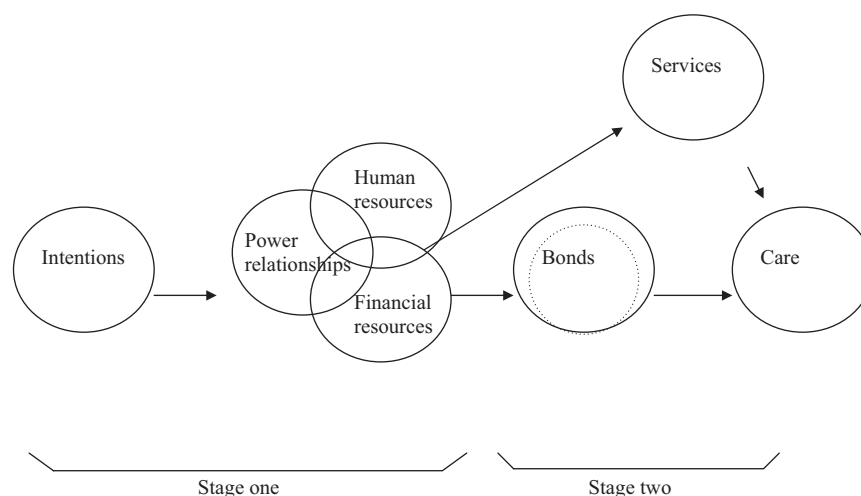 Services
Human
resources
Power
relationships
Intentions
Bonds
Care
Financial
resources
Stage one
Stage two